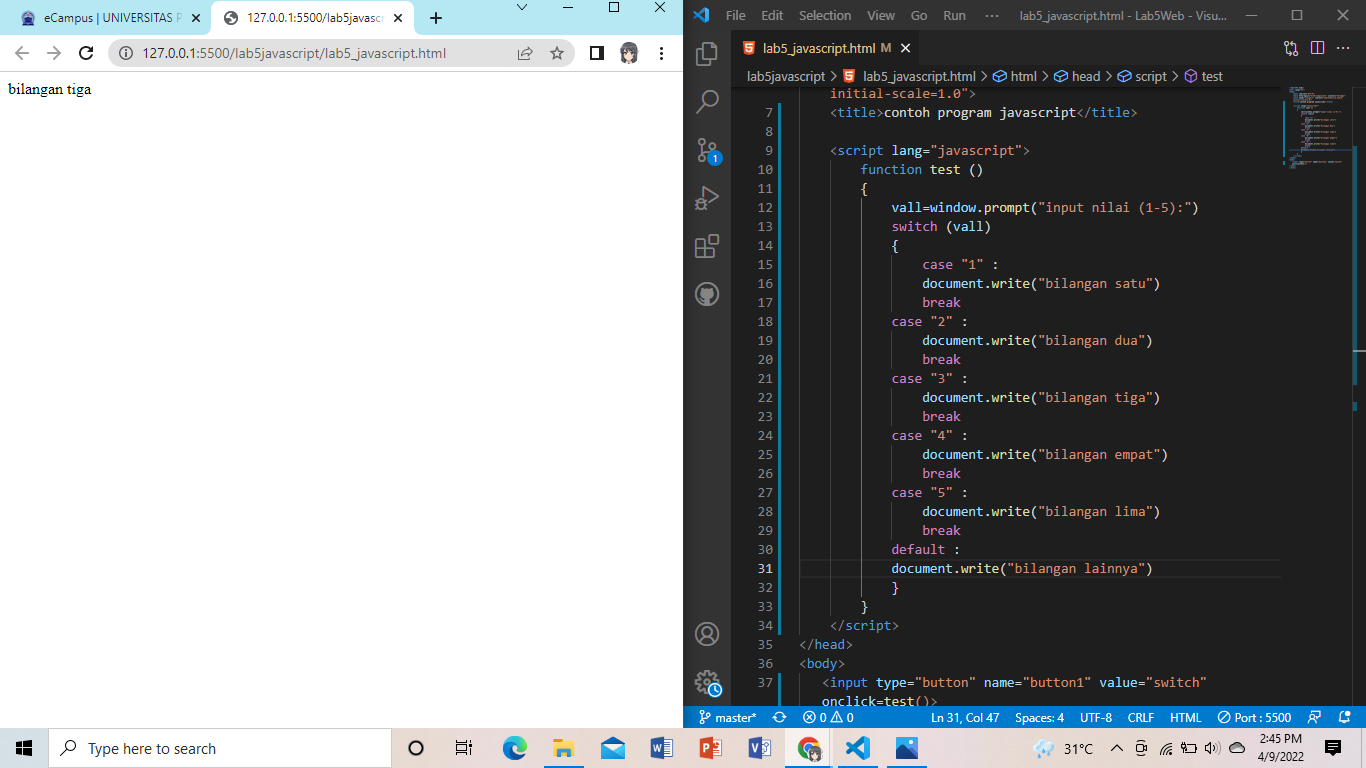 eCampus | UNIVERSITAS P
127.0.0.1:5500/lab5javascr
127.0.0.1:5500/lab5javascript/lab5_javascript.html
bilangan tiga
File Edit Selection View Go Run ··· lab5_javascript.html - Lab5Web - Visu...
lab5_javascript.html M
lab5javascript > lab5_javascript.html > html > head > script > test
initial-scale=1.0">
7 <title>contoh program javascript</title>
8
9 <script lang="javascript">
10 function test ()
11 {
12 vall=window.prompt("input nilai (1-5):")
13 switch (vall)
14 {
15 case "1" :
16 document.write("bilangan satu")
17 break
18 case "2" :
19 document.write("bilangan dua")
20 break
21 case "3" :
22 document.write("bilangan tiga")
23 break
24 case "4" :
25 document.write("bilangan empat")
26 break
27 case "5" :
28 document.write("bilangan lima")
29 break
30 default :
31 document.write("bilangan lainnya")
32 }
33 }
34 </script>
35 </head>
36 <body>
37 <input type="button" name="button1" value="switch"
onclick=test()>
1
master* 0 0 Ln 31, Col 47 Spaces: 4 UTF-8 CRLF HTML Port : 5500
Type here to search
31°C
2:45 PM
4/9/2022